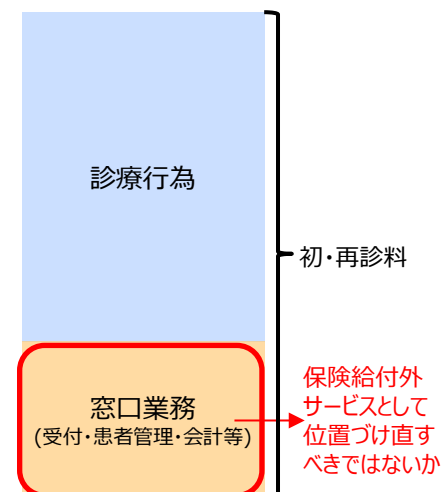 診療行為
初・再診料
窓口業務
(受付・患者管理・会計等)
保険給付外
サービスとして
位置づけ直す
べきではないか